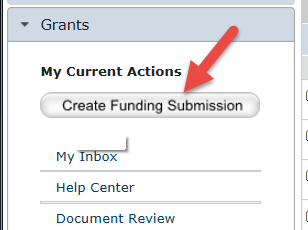 Grants
My Current Actions
Create Funding Submission
My Inbox
Help Center
Document Review